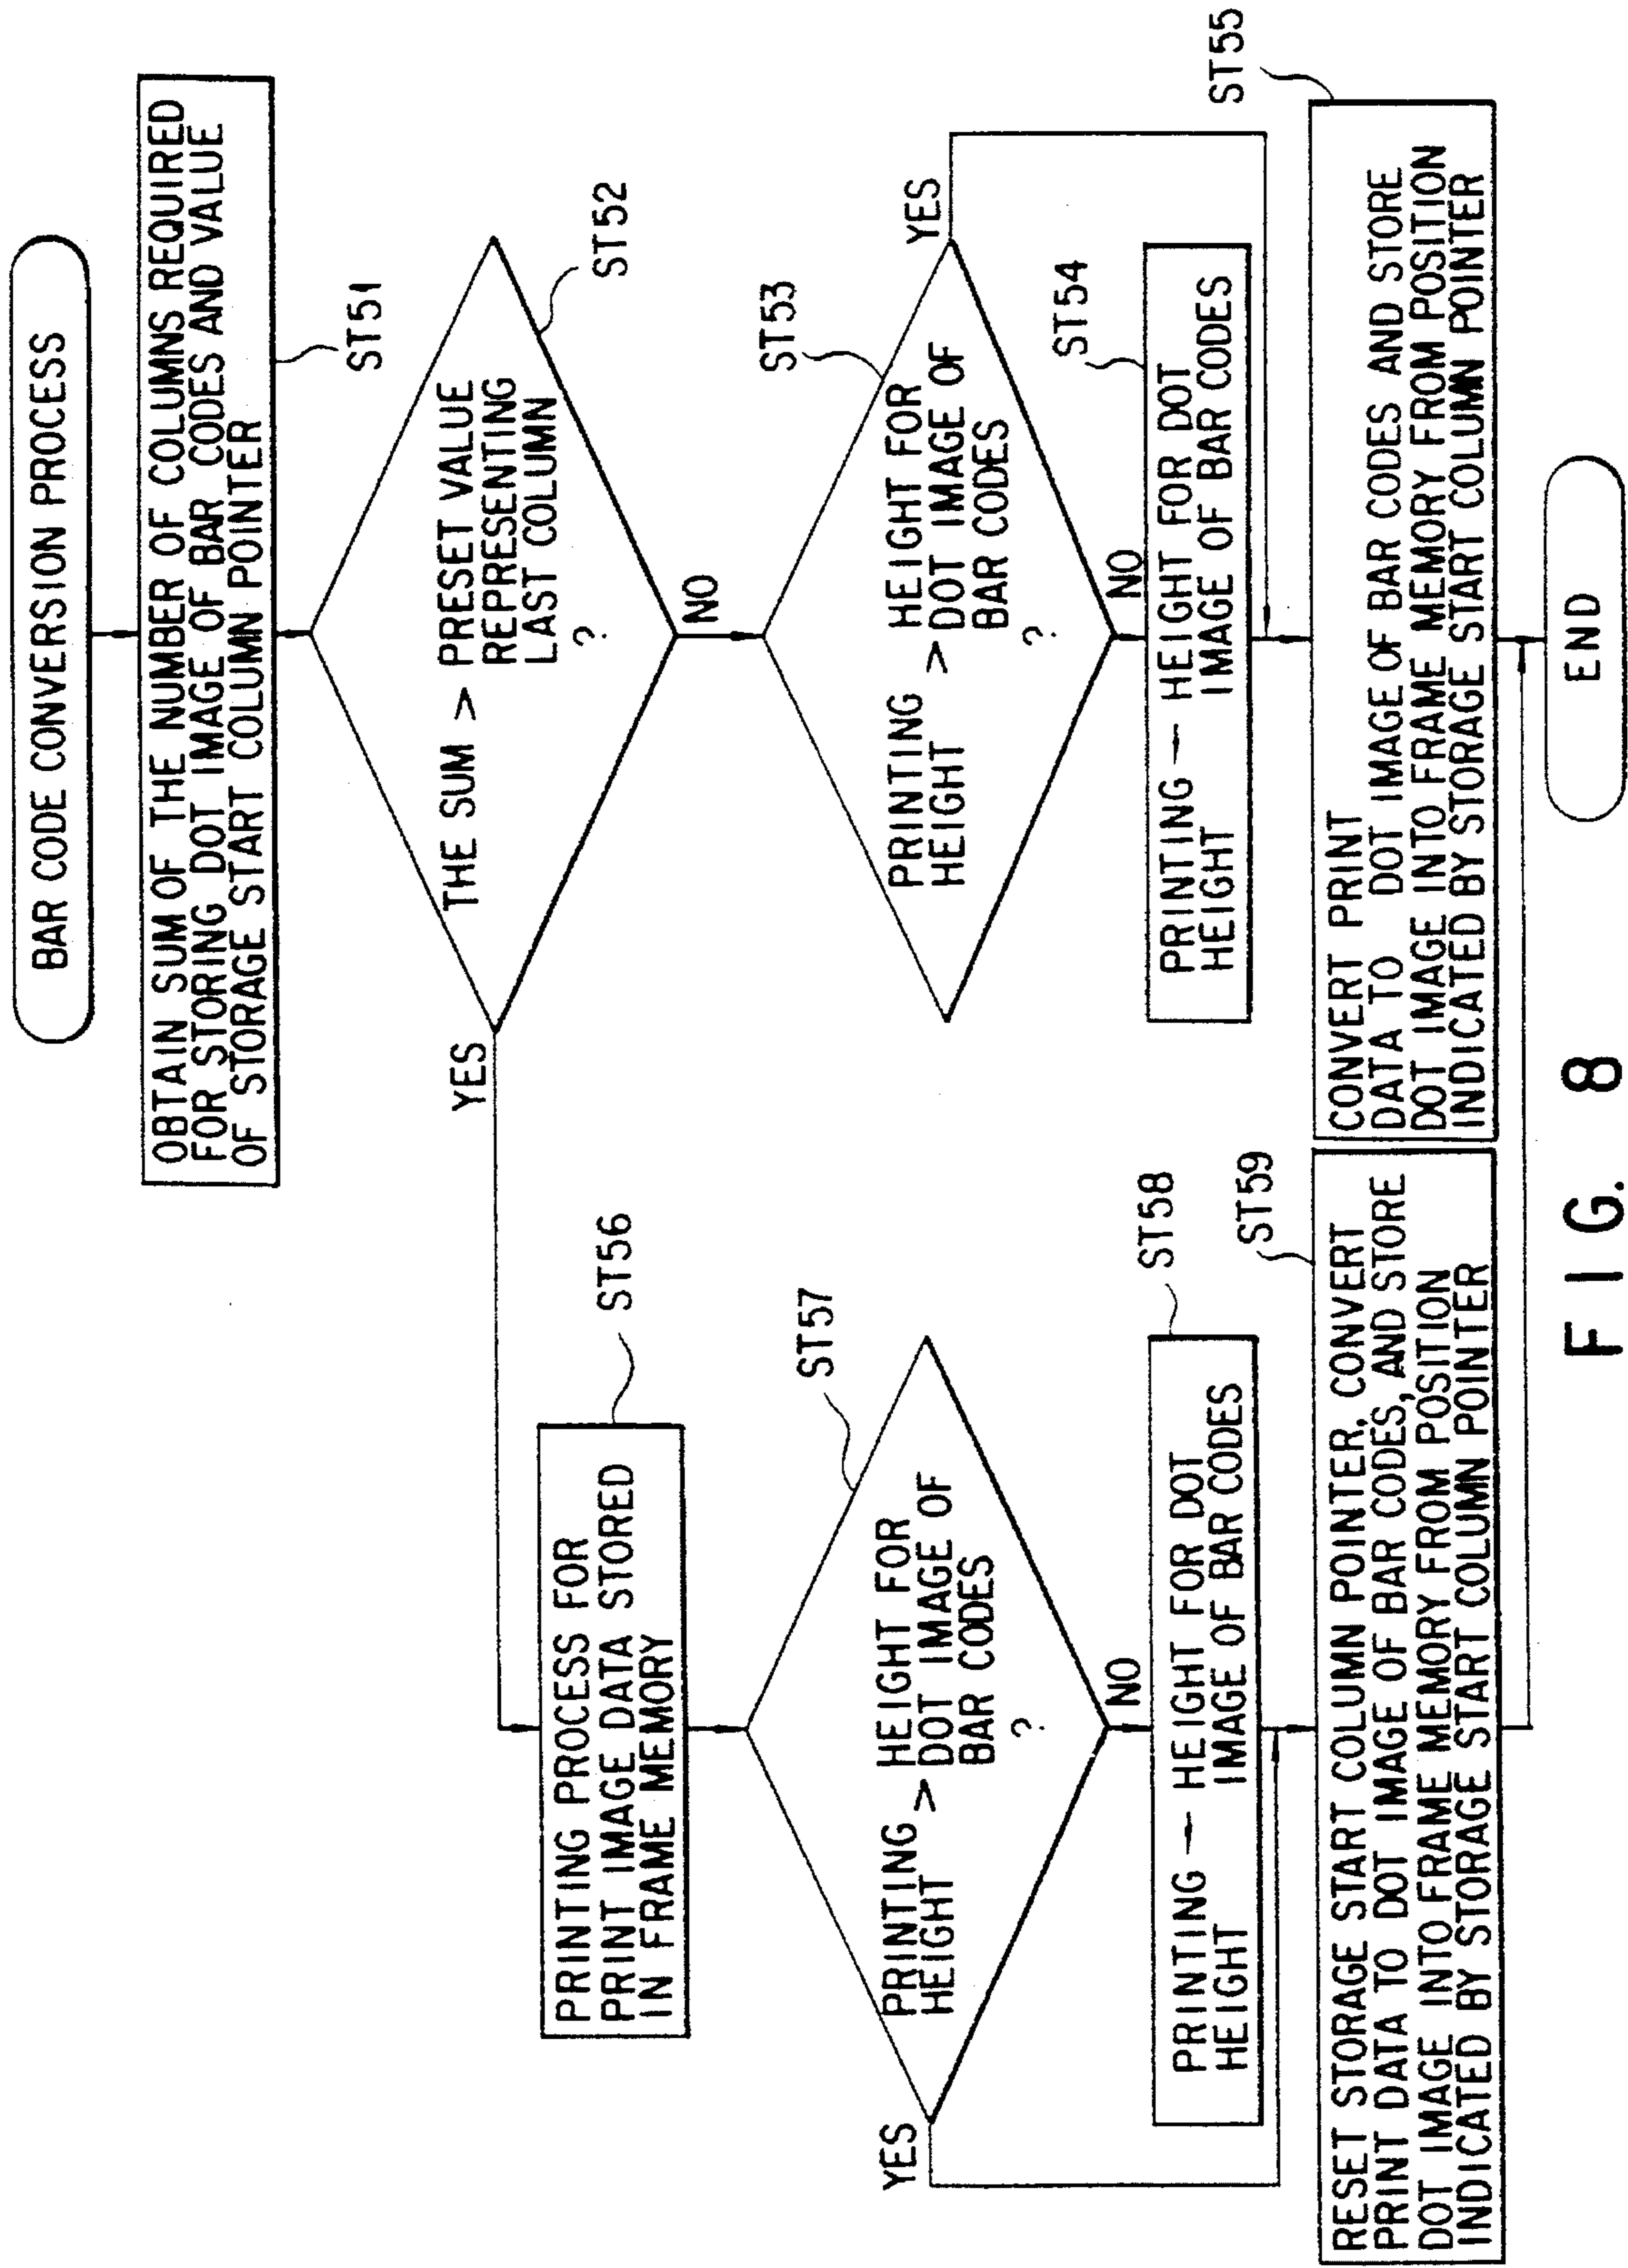 BAR CODE CONVERSION PROCESS
OBTAIN SUM OF THE NUMBER OF COLUMNS REQUIRED
FOR STORING DOT IMAGE OF BAR CODES AND VALUE
OF STORAGE START COLUMN POINTER
ST51
THE SUM > PRESET VALUE
REPRESENTING
LAST COLUMN
?
ST52
YES
NO
PRINTING PROCESS FOR
PRINT IMAGE DATA STORED
IN FRAME MEMORY
ST56
PRINTING > HEIGHT FOR
HEIGHT DOT IMAGE OF
BAR CODES
?
ST53
YES
NO
PRINTING > HEIGHT FOR
HEIGHT DOT IMAGE OF
BAR CODES
?
ST57
YES
NO
PRINTING ← HEIGHT FOR DOT
HEIGHT IMAGE OF BAR CODES
ST54
PRINTING ← HEIGHT FOR DOT
HEIGHT IMAGE OF BAR CODES
ST58
CONVERT PRINT
DATA TO DOT IMAGE OF BAR CODES AND STORE
DOT IMAGE INTO FRAME MEMORY FROM POSITION
INDICATED BY STORAGE START COLUMN POINTER
ST55
RESET STORAGE START COLUMN POINTER, CONVERT
PRINT DATA TO DOT IMAGE OF BAR CODES, AND STORE
DOT IMAGE INTO FRAME MEMORY FROM POSITION
INDICATED BY STORAGE START COLUMN POINTER
ST59
END
FIG. 8